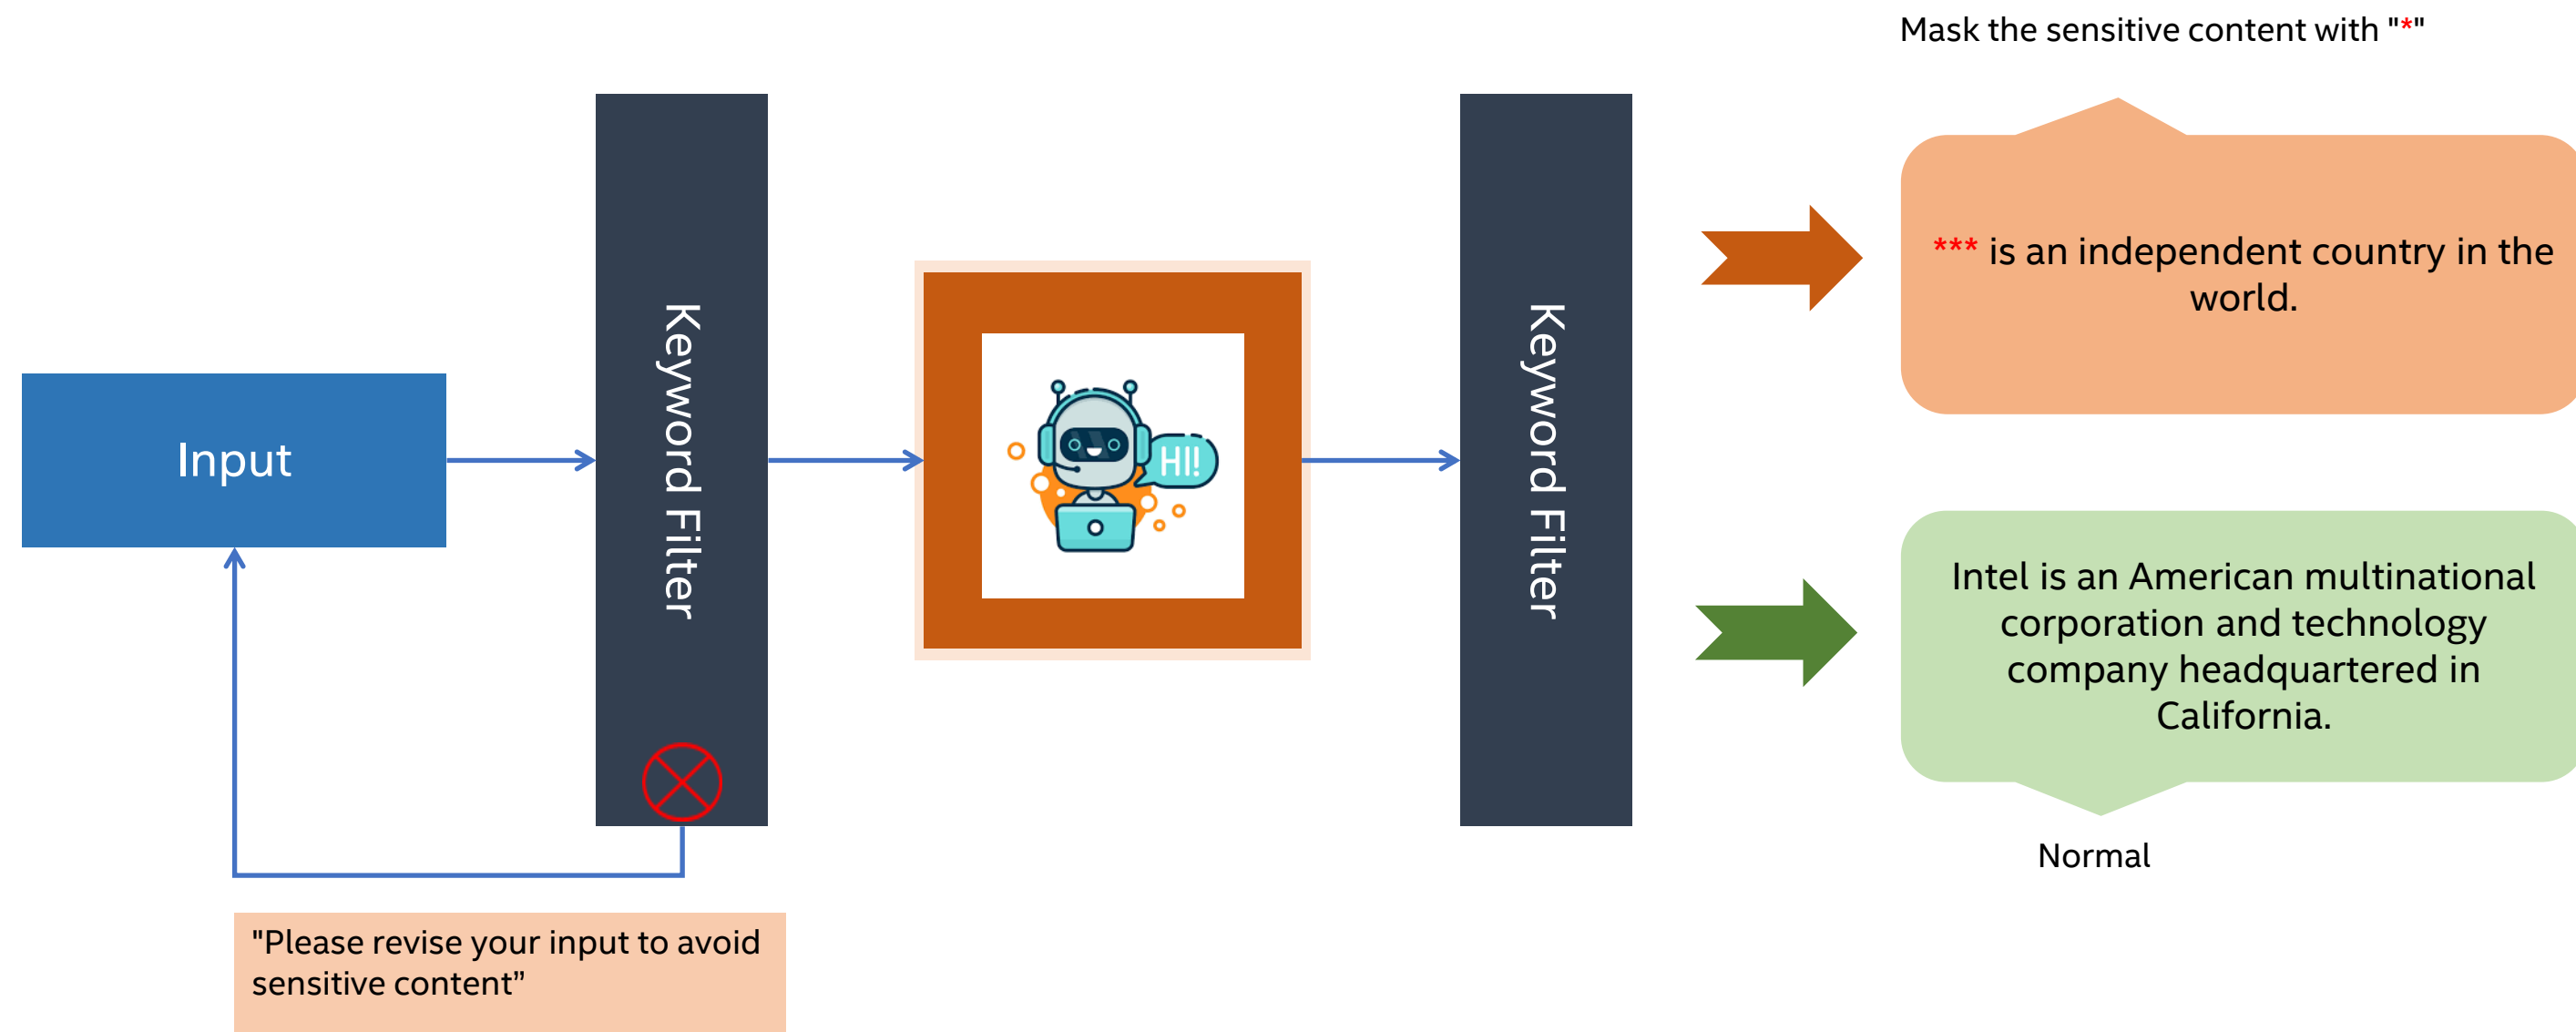 Mask the sensitive content with "*"
Input
Keyword Filter
HI!
Keyword Filter
*** is an independent country in the
world.
Intel is an American multinational
corporation and technology
company headquartered in
California.
Normal
"Please revise your input to avoid
sensitive content”